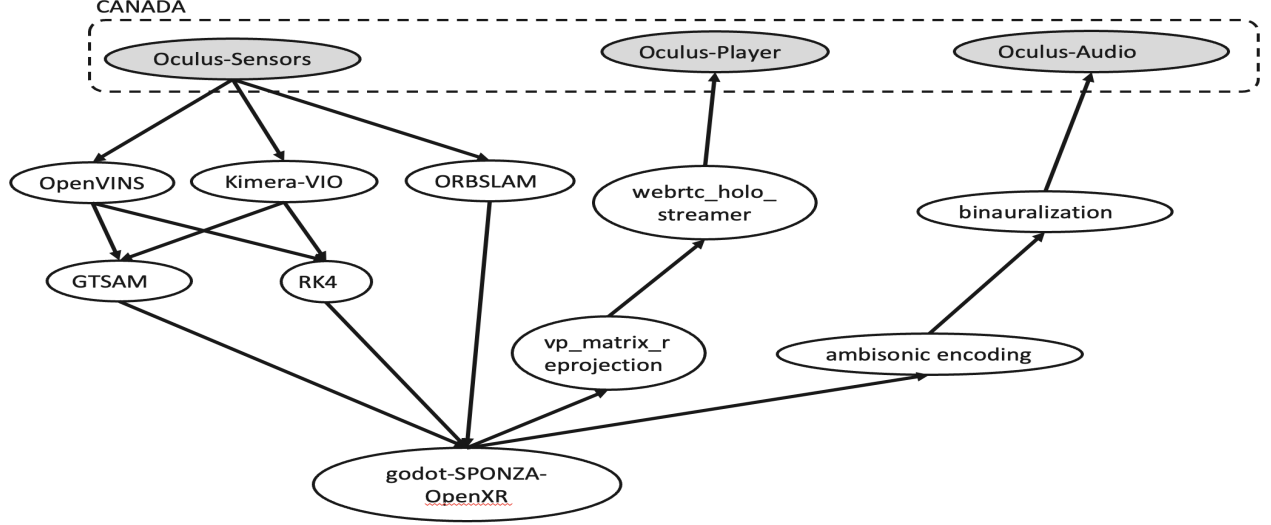 CANADA
Oculus-Sensors
Oculus-Player
Oculus-Audio
OpenVINS
Kimera-VIO
ORBSLAM
webrtc_holo_
streamer
binauralization
GTSAM
RK4
vp_matrix_r
eprojection
ambisonic encoding
godot-SPONZA-
OpenXR